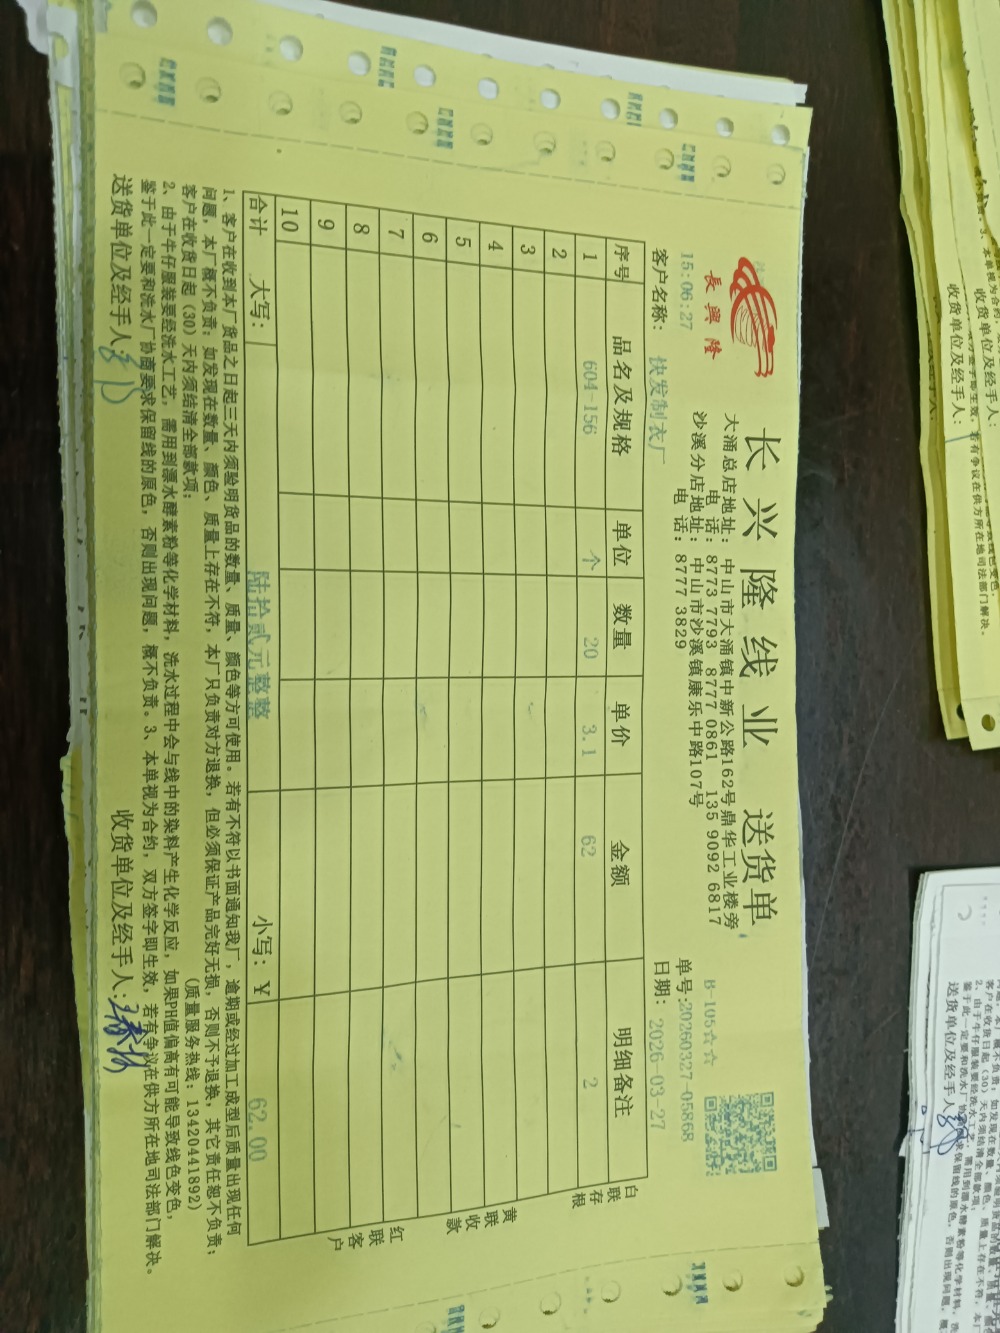 长兴隆线业 送货单
長興隆
大涌总店地址：中山市大涌镇中新公路162号鼎华工业楼旁
电话：8773 7793 8777 0861 135 9092 6817
沙溪分店地址：中山市沙溪镇康乐中路107号
电话：8777 3829
B-105☆☆
单号:20260327-05868
15:06:27
日期：2026-03-27
客户名称：快发制衣厂
序号 品名及规格 单位 数量 单价 金额 明细备注
1 604-156 个 20 3.1 62 2
2
3
4
5
6
7
8
9
10
合计 大写： 陆拾贰元整整 小写：￥ 62.00
白联存根
黄联收款
红联客户
1、客户在收到本厂货品之日起三天内须验明货品的数量、质量、颜色等方可使用。若有不符以书面通知我厂，逾期或经过加工成型后质量出现任何
问题，本厂概不负责；如发现在数量、颜色、质量上存在不符，本厂只负责对方退换，但必须保证产品完好无损，否则不予退换，其它责任恕不负责；
客户在收货日起（30）天内须给清全部款项； （质量服务热线：13420441892）
2、由于牛仔服装要经洗水工艺，需用到漂水酵素粉等化学材料，洗水过程中会与线中的染料产生化学反应，如果PH值偏高有可能导致线色变色，
鉴于此一定要和洗水厂协商要求保留线的原色，否则出现问题，概不负责。3、本单视为合约，双方签字即生效，若有争议在供方所在地司法部门解决。
送货单位及经手人： 收货单位及经手人：
收货单位及经手人：
送货单位及经手人：